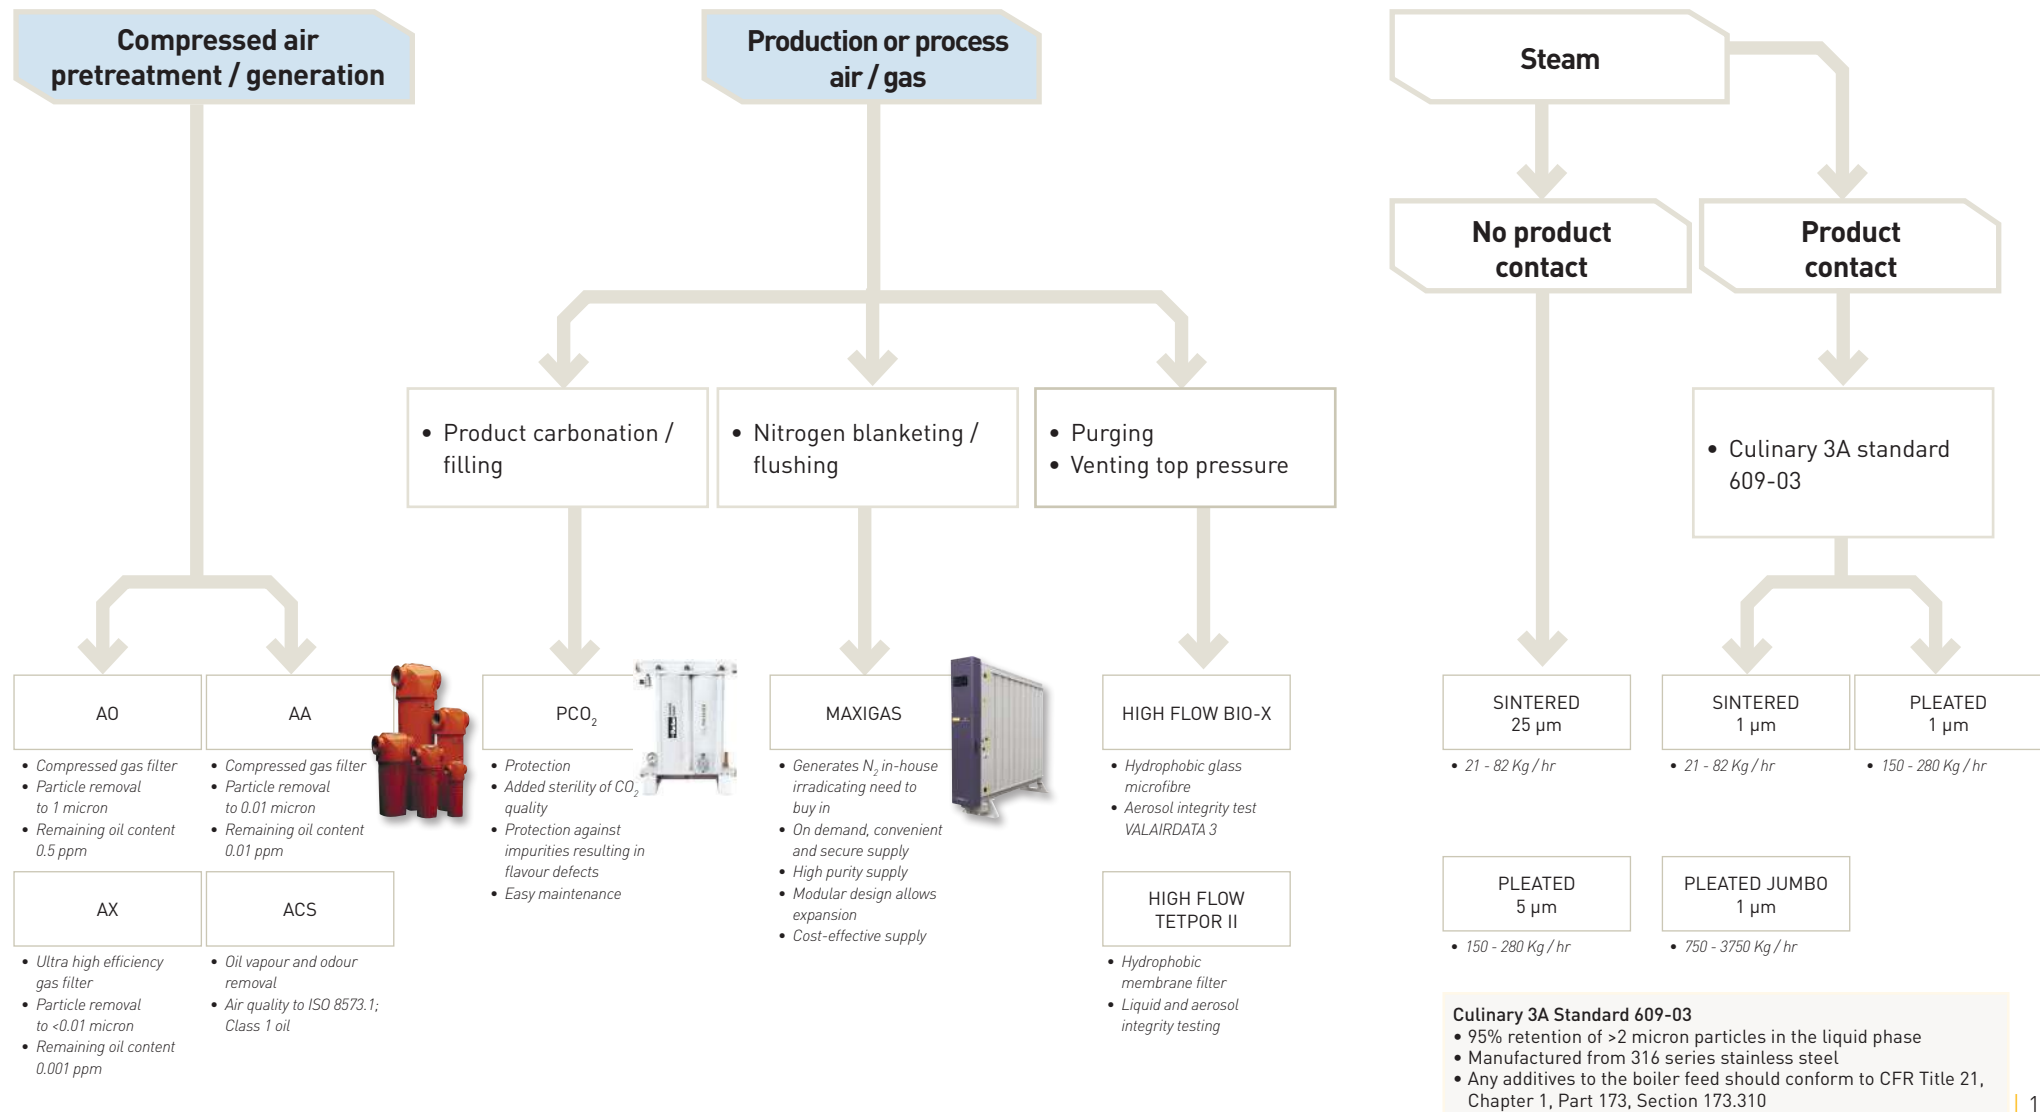 Compressed air
pretreatment / generation
Production or process
air / gas
Steam
No product
contact
Product
contact
• Product carbonation /
filling
• Nitrogen blanketing /
flushing
• Purging
• Venting top pressure
• Culinary 3A standard
609-03
AO
• Compressed gas filter
• Particle removal
to 1 micron
• Remaining oil content
0.5 ppm
AA
• Compressed gas filter
• Particle removal
to 0.01 micron
• Remaining oil content
0.01 ppm
AX
• Ultra high efficiency
gas filter
• Particle removal
to <0.01 micron
• Remaining oil content
0.001 ppm
ACS
• Oil vapour and odour
removal
• Air quality to ISO 8573.1;
Class 1 oil
PCO₂
• Protection
• Added sterility of CO₂
quality
• Protection against
impurities resulting in
flavour defects
• Easy maintenance
MAXIGAS
• Generates N₂ in-house
irradicating need to
buy in
• On demand, convenient
and secure supply
• High purity supply
• Modular design allows
expansion
• Cost-effective supply
HIGH FLOW BIO-X
• Hydrophobic glass
microfibre
• Aerosol integrity test
VALAIRDATA 3
HIGH FLOW
TETPOR II
• Hydrophobic
membrane filter
• Liquid and aerosol
integrity testing
SINTERED
25 µm
• 21 - 82 Kg / hr
SINTERED
1 µm
• 21 - 82 Kg / hr
PLEATED
1 µm
• 150 - 280 Kg / hr
PLEATED
5 µm
• 150 - 280 Kg / hr
PLEATED JUMBO
1 µm
• 750 - 3750 Kg / hr
Culinary 3A Standard 609-03
• 95% retention of >2 micron particles in the liquid phase
• Manufactured from 316 series stainless steel
• Any additives to the boiler feed should conform to CFR Title 21,
Chapter 1, Part 173, Section 173.310
| 1